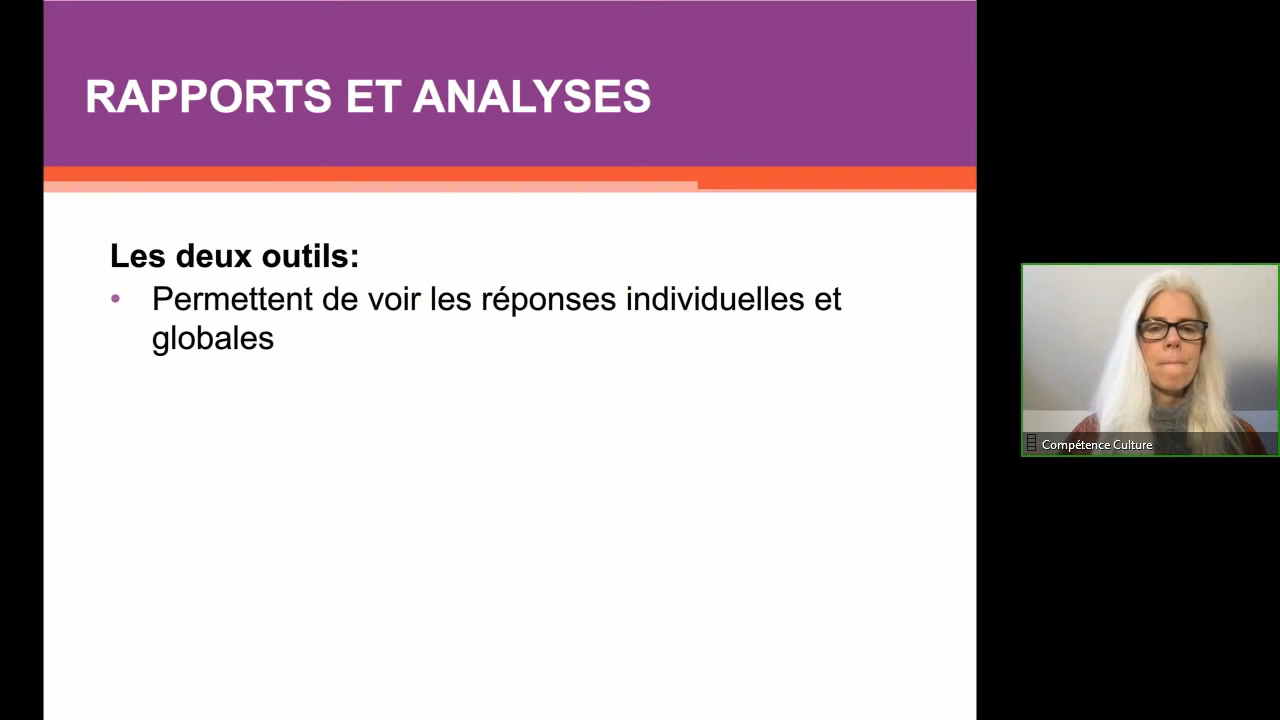 RAPPORTS ET ANALYSES
Les deux outils:
• Permettent de voir les réponses individuelles et
globales
Compétence Culture